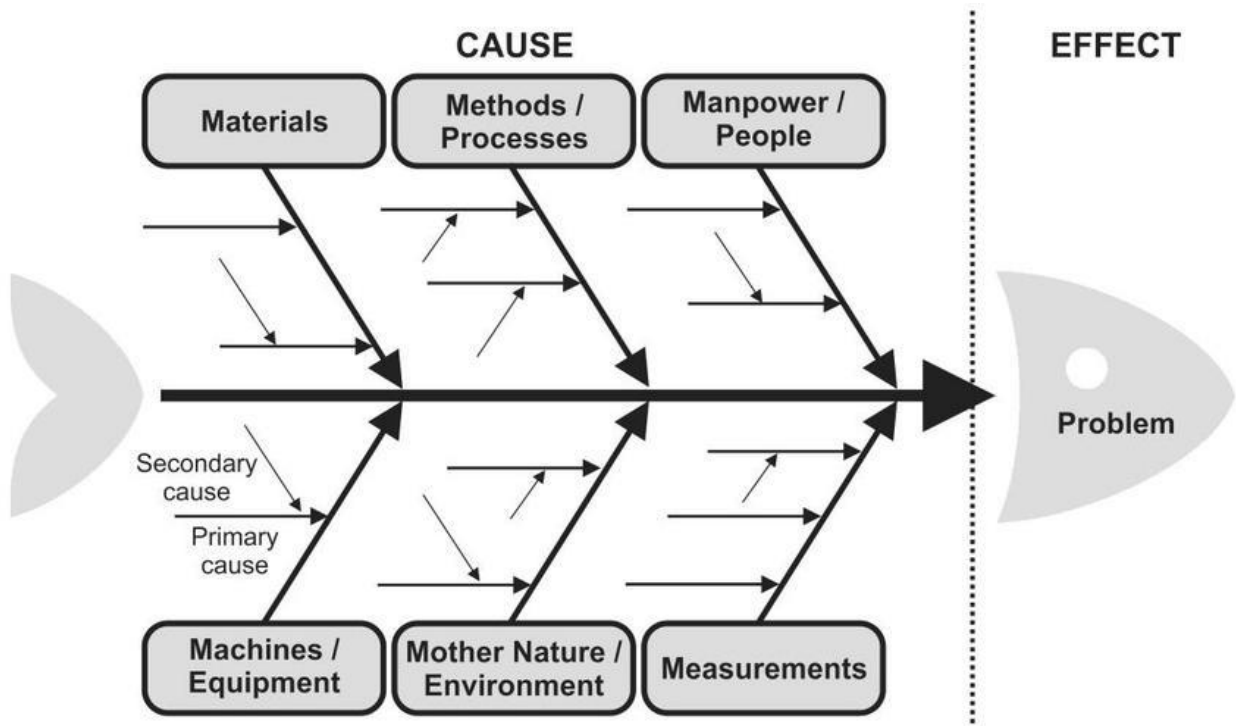 CAUSE
EFFECT
Materials
Methods /
Processes
Manpower /
People
Problem
Secondary
cause
Primary
cause
Machines /
Equipment
Mother Nature /
Environment
Measurements